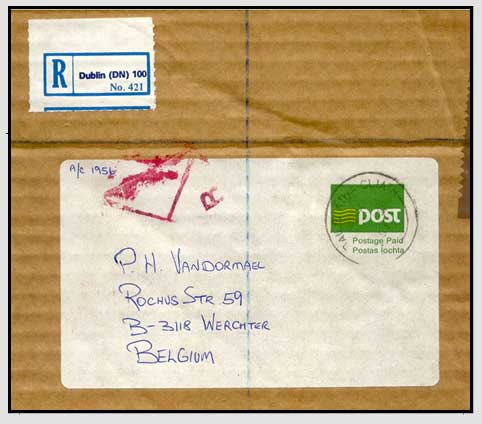 R
Dublin (DN) 100
No. 421
A/c 1956
R
POST
Postage Paid
Postas Íoctha
P. H. VANDORMAEL
ROCHUS STR 59
B-3118 WERCHTER
BELGIUM